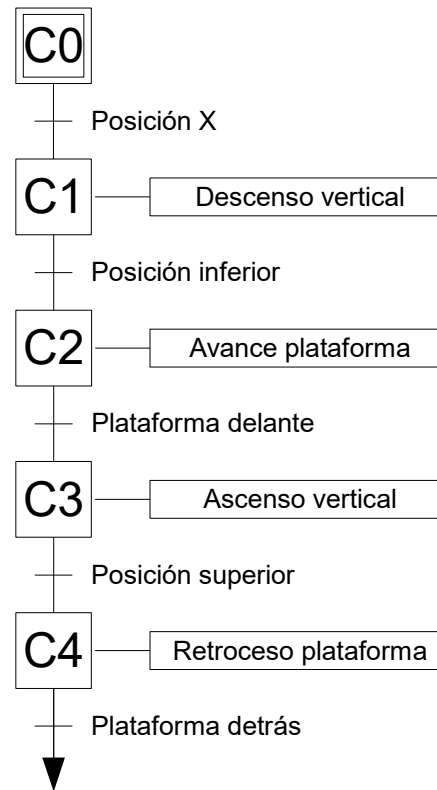 C0
Posición X
C1
Descenso vertical
Posición inferior
C2
Avance plataforma
Plataforma delante
C3
Ascenso vertical
Posición superior
C4
Retroceso plataforma
Plataforma detrás